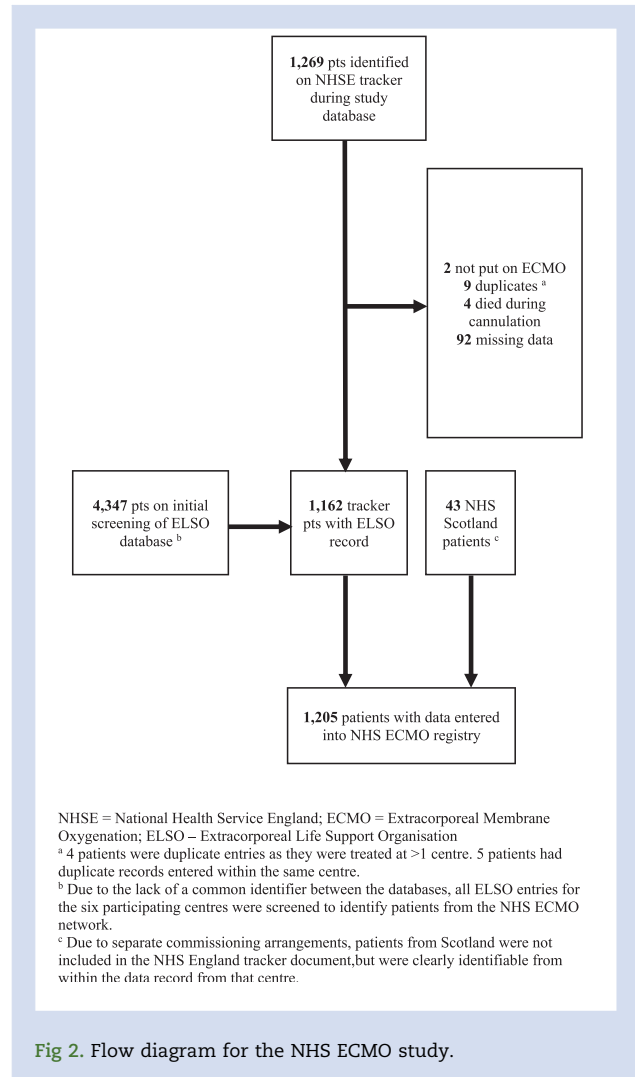 1,269 pts identified
on NHSE tracker
during study
database
2 not put on ECMO
9 duplicates a
4 died during
cannulation
92 missing data
4,347 pts on initial
screening of ELSO
database b
1,162 tracker
pts with ELSO
record
43 NHS
Scotland
patients c
1,205 patients with data entered
into NHS ECMO registry
NHSE = National Health Service England; ECMO = Extracorporeal Membrane
Oxygenation; ELSO – Extracorporeal Life Support Organisation
a 4 patients were duplicate entries as they were treated at >1 centre. 5 patients had
duplicate records entered within the same centre.
b Due to the lack of a common identifier between the databases, all ELSO entries for
the six participating centres were screened to identify patients from the NHS ECMO
network.
c Due to separate commissioning arrangements, patients from Scotland were not
included in the NHS England tracker document,but were clearly identifiable from
within the data record from that centre.
Fig 2. Flow diagram for the NHS ECMO study.